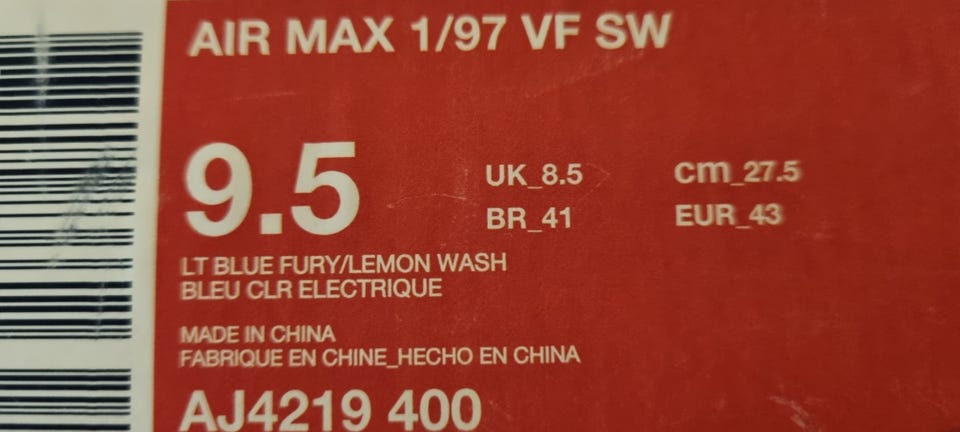 AIR MAX 1/97 VF SW
9.5
UK_8.5 cm_27.5
BR_41 EUR_43
LT BLUE FURY/LEMON WASH
BLEU CLR ELECTRIQUE
MADE IN CHINA
FABRIQUE EN CHINE_HECHO EN CHINA
AJ4219 400